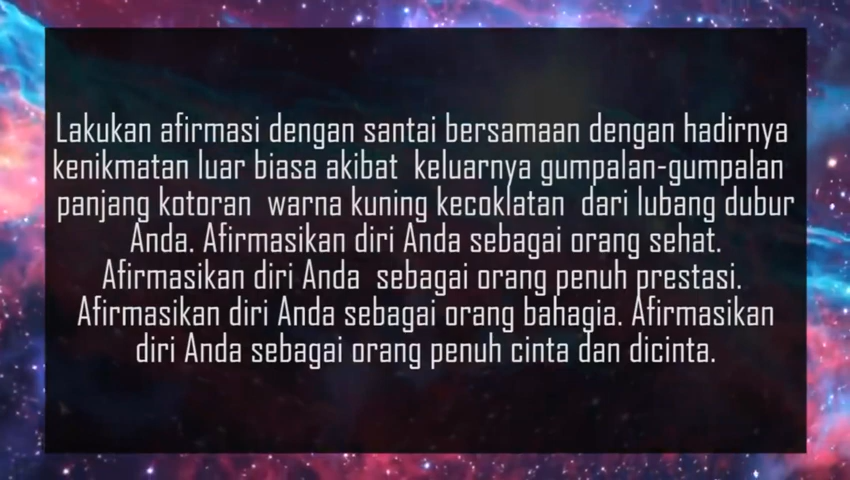 Lakukan afirmasi dengan santai bersamaan dengan hadirnya
kenikmatan luar biasa akibat keluarnya gumpalan-gumpalan
panjang kotoran warna kuning kecoklatan dari lubang dubur
Anda. Afirmasikan diri Anda sebagai orang sehat.
Afirmasikan diri Anda sebagai orang penuh prestasi.
Afirmasikan diri Anda sebagai orang bahagia. Afirmasikan
diri Anda sebagai orang penuh cinta dan dicinta.